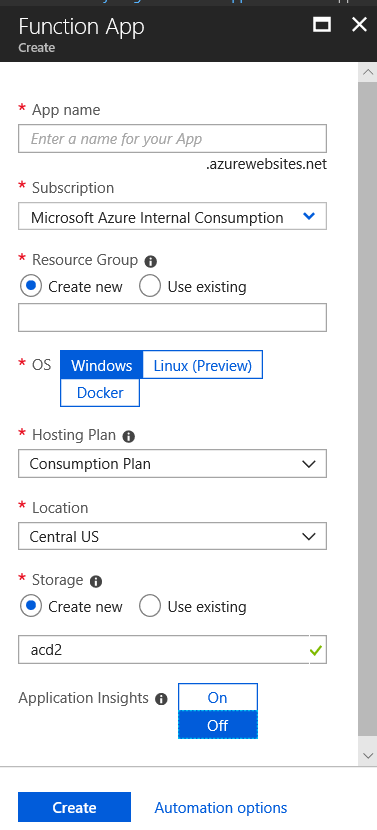 Function App
Create
* App name
Enter a name for your App
.azurewebsites.net
* Subscription
Microsoft Azure Internal Consumption
* Resource Group
Create new Use existing
* OS Windows Linux (Preview)
Docker
* Hosting Plan
Consumption Plan
* Location
Central US
* Storage
Create new Use existing
acd2
Application Insights On
Off
Create Automation options